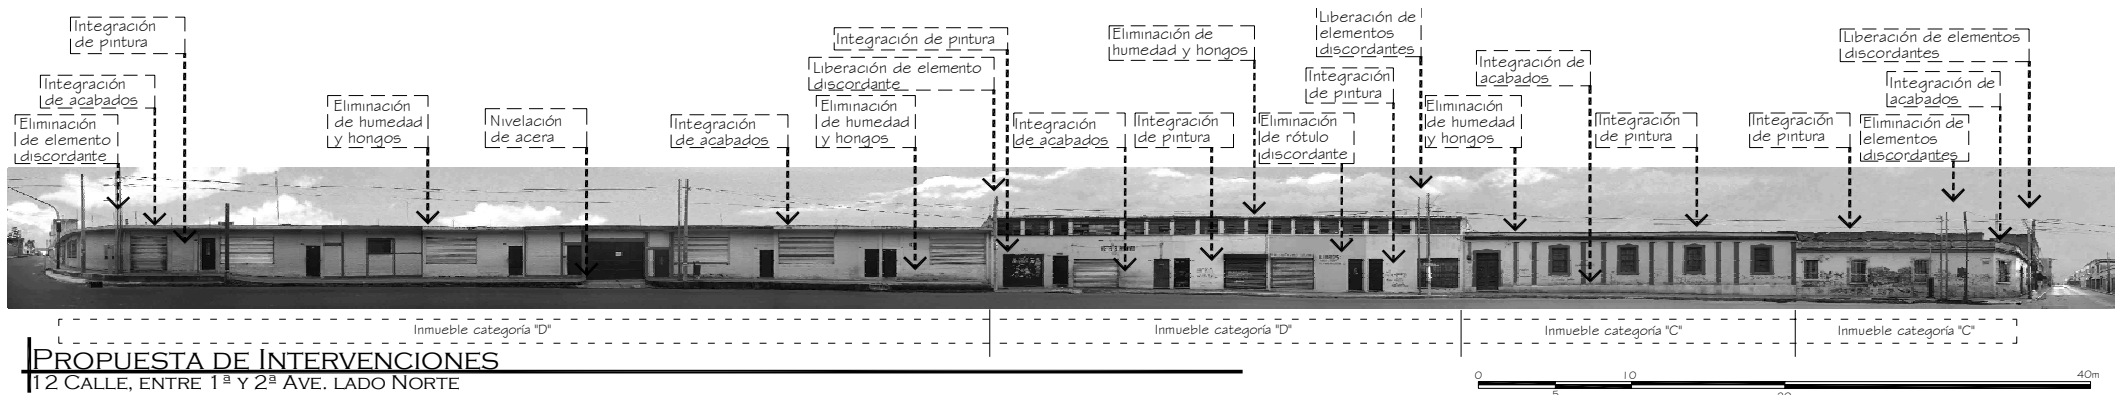 Integración
de pintura
Integración
de acabados
Eliminación
de elemento
discordante
Eliminación
de humedad
y hongos
Nivelación
de acera
Integración
de acabados
Integración de pintura
Liberación de elemento
discordante
Eliminación
de humedad
y hongos
Integración
de acabados
Integración
de pintura
Eliminación de
humedad y hongos
Eliminación
de rótulo
discordante
Liberación de
elementos
discordantes
Integración
de pintura
Eliminación
de humedad
y hongos
Integración de
acabados
Integración
de pintura
Integración
de pintura
Liberación de elementos
discordantes
Integración de
acabados
Eliminación de
elementos
discordantes
Inmueble categoría "D"
Inmueble categoría "D"
Inmueble categoría "C"
Inmueble categoría "C"
PROPUESTA DE INTERVENCIONES
12 CALLE, ENTRE 1ª Y 2ª AVE. LADO NORTE
0 10 40m
5 20